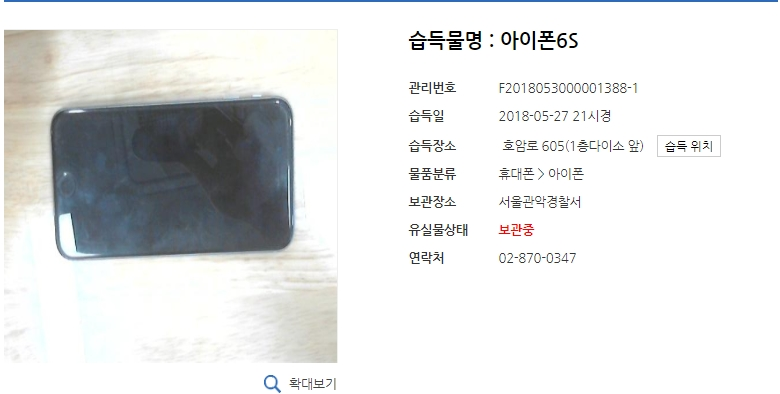 습득물명 : 아이폰6S
관리번호 F2018053000001388-1
습득일 2018-05-27 21시경
습득장소 호암로 605(1층다이소 앞) 습득 위치
물품분류 휴대폰 > 아이폰
보관장소 서울관악경찰서
유실물상태 보관중
연락처 02-870-0347
확대보기